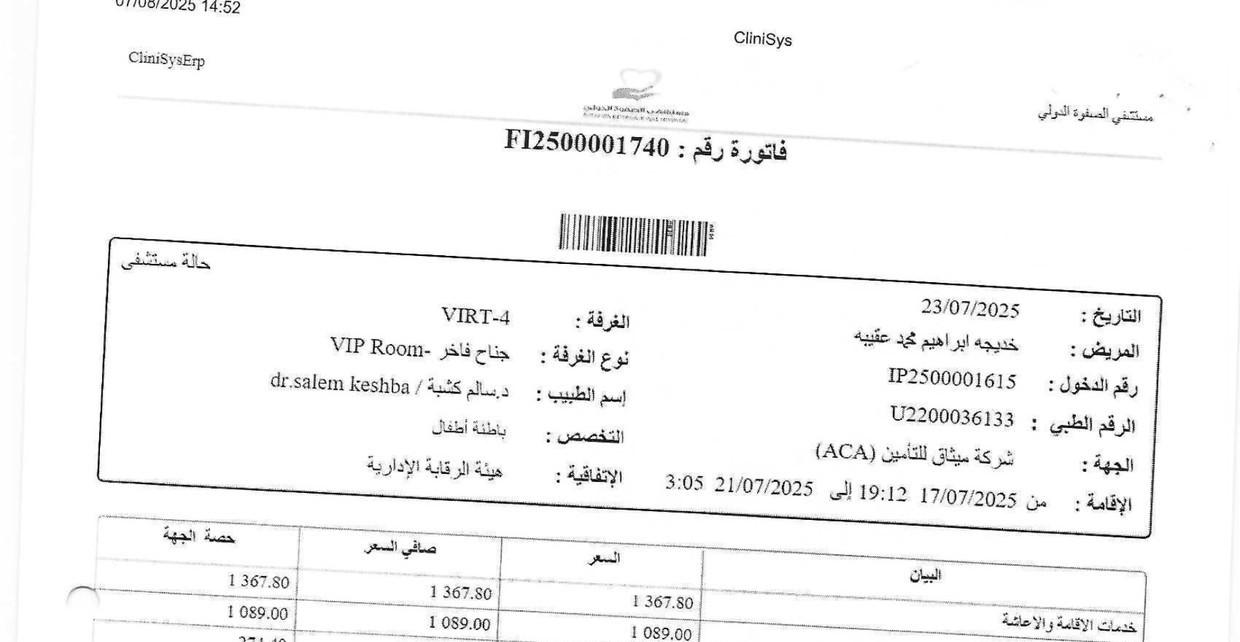 07/08/2025 14:52
CliniSys
CliniSysErp
مستشفي الصفوة الدولي
مستشفى الصفوة الدولي
فاتورة رقم : FI2500001740
حالة مستشفى
التاريخ : 23/07/2025
الغرفة : VIRT-4
المريض : خديجه ابراهيم محمد عقيبه
نوع الغرفة : جناح فاخر -VIP Room
رقم الدخول : IP2500001615
إسم الطبيب : د.سالم كشبة / dr.salem keshba
الرقم الطبي : U2200036133
التخصص : باطنة أطفال
الجهة : شركة ميثاق للتأمين (ACA)
الإتفاقية : هيئة الرقابة الإدارية
الإقامة : من 17/07/2025 19:12 إلى 21/07/2025 3:05
البيان السعر صافي السعر حصة الجهة
1 367.80 1 367.80 1 367.80
خدمات الاقامة والاعاشة 1 089.00 1 089.00 1 089.00